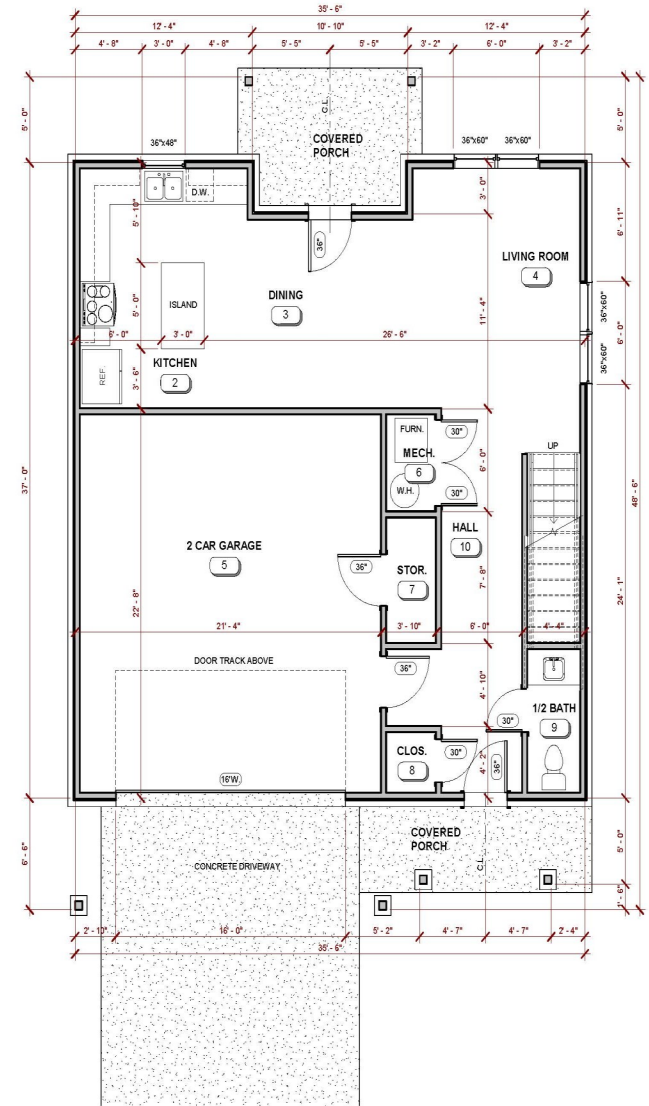 35' - 6"
12' - 4"
10' - 10"
12' - 4"
4' - 8"
3' - 0"
4' - 8"
5' - 5"
5' - 5"
3' - 2"
6' - 0"
3' - 2"
5' - 0"
C.L.
COVERED
PORCH
5' - 0"
36"x48"
36"x60"
36"x60"
D.W.
5' - 10"
3' - 0"
6' - 11"
36"
LIVING ROOM
4
ISLAND
DINING
3
5' - 0"
11' - 4"
36"x60"
6' - 0"
6' - 0"
3' - 0"
26' - 6"
36"x60"
REF.
KITCHEN
2
3' - 6"
FURN.
30"
MECH.
6
6' - 0"
UP
W.H.
30"
37' - 0"
48' - 6"
2 CAR GARAGE
5
HALL
10
36"
STOR.
7
7' - 8"
22' - 8"
24' - 1"
21' - 4"
3' - 10"
6' - 0"
4' - 4"
DOOR TRACK ABOVE
36"
4' - 10"
1/2 BATH
9
30"
CLOS.
8
30"
36"
4' - 2"
16'W.
COVERED
PORCH
C.L.
6' - 6"
5' - 0"
CONCRETE DRIVEWAY
1' - 6"
2' - 10"
16' - 0"
5' - 2"
4' - 7"
4' - 7"
2' - 4"
35' - 6"